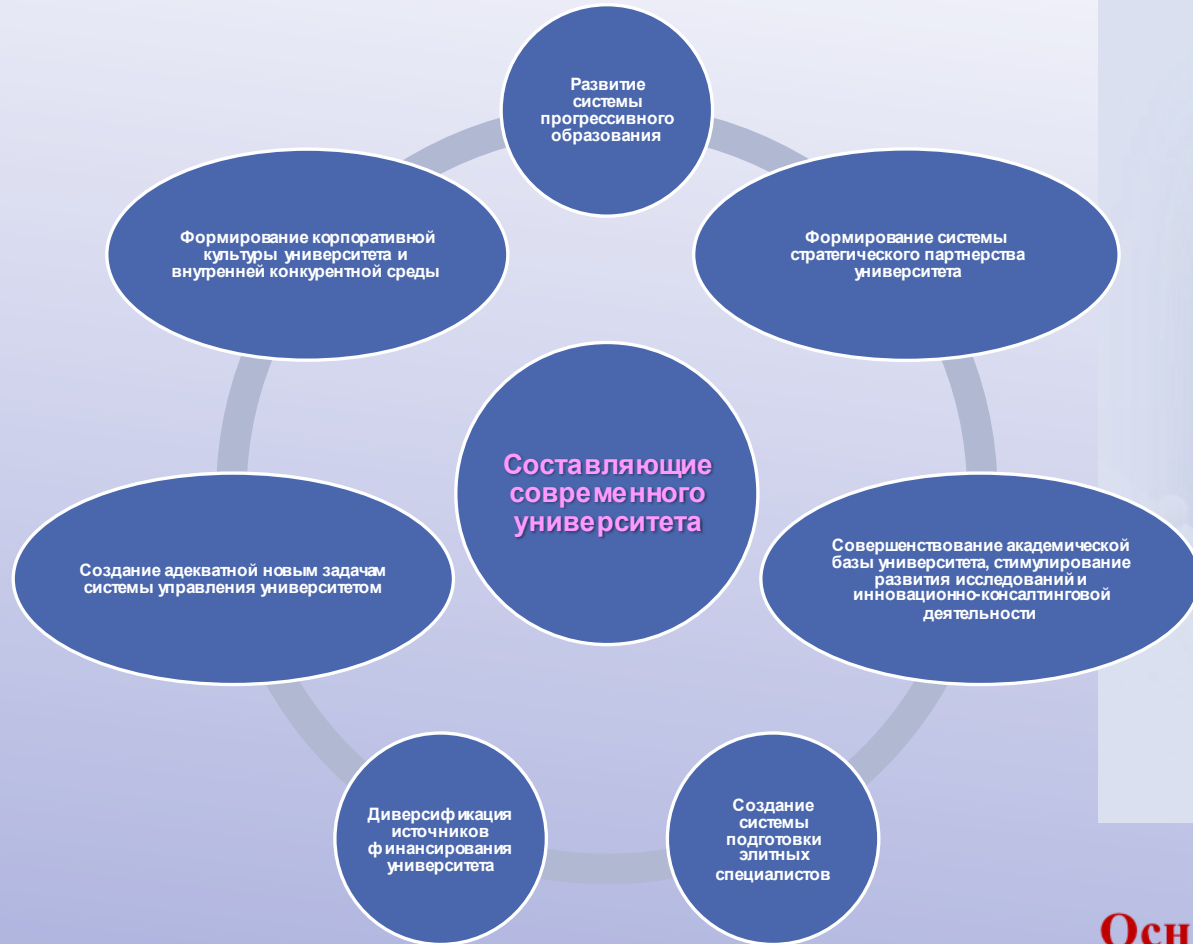 Развитие
системы
прогрессивного
образования
Формирование корпоративной
культуры университета и
внутренней конкурентной среды
Формирование системы
стратегического партнерства
университета
Составляющие
современного
университета
Создание адекватной новым задачам
системы управления университетом
Совершенствование академической
базы университета, стимулирование
развития исследований и
инновационно-консалтинговой
деятельности
Диверсификация
источников
финансирования
университета
Создание
системы
подготовки
элитных
специалистов
Осн